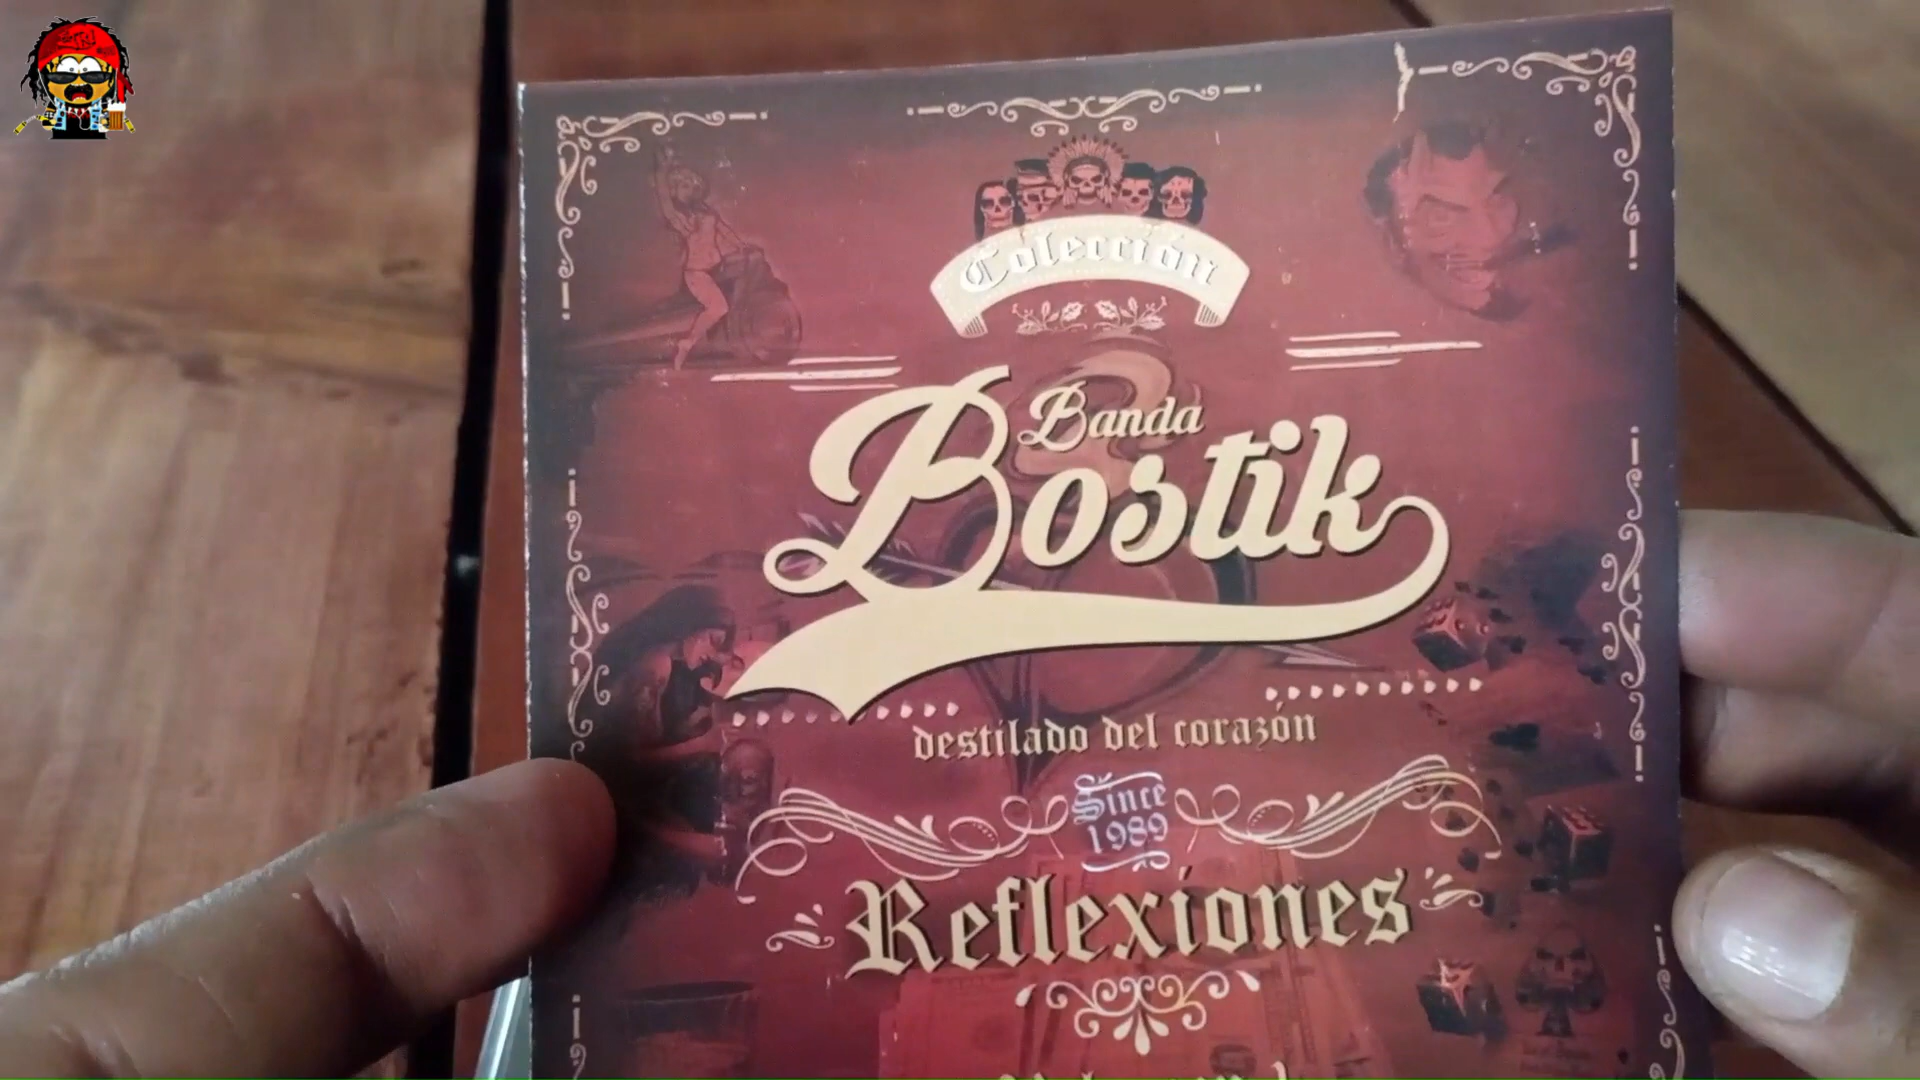 Colección
Banda
Bostik
destilado del corazón
Since
1989
Reflexiones